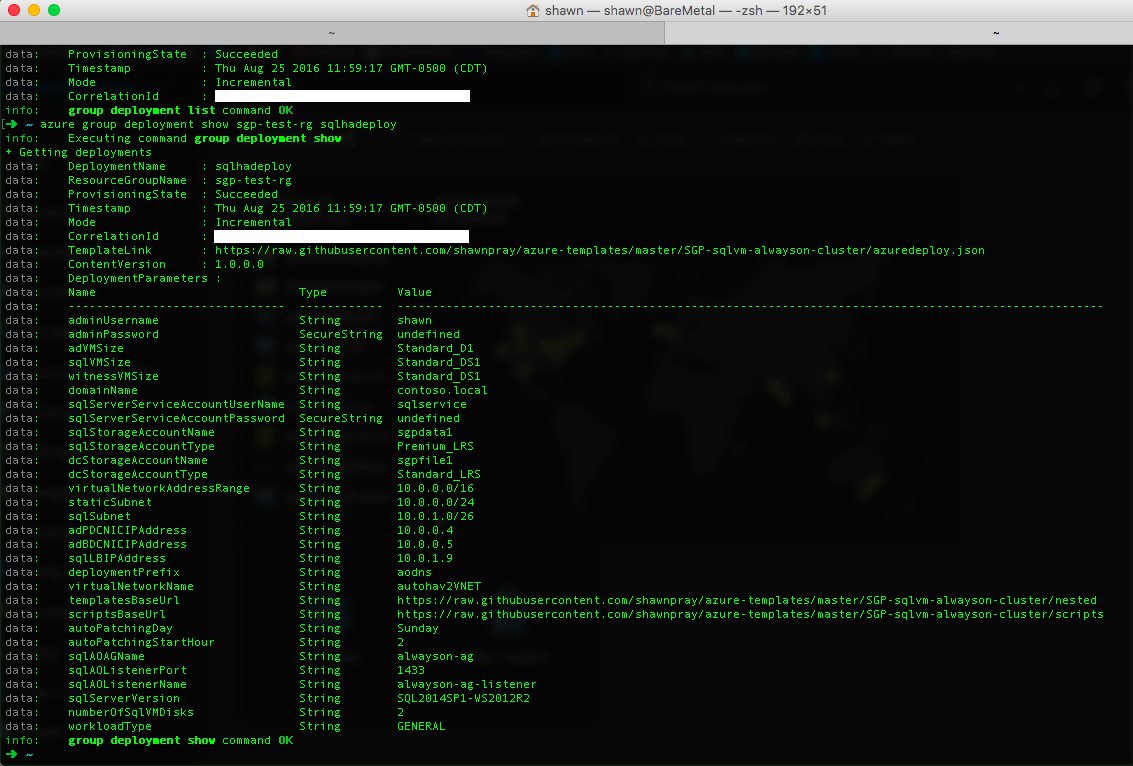 shawn — shawn@BareMetal — -zsh — 192×51
~ ~
data:    ProvisioningState  : Succeeded
data:    Timestamp          : Thu Aug 25 2016 11:59:17 GMT-0500 (CDT)
data:    Mode               : Incremental
data:    CorrelationId      :
info:    group deployment list command OK
[➜  ~ azure group deployment show sgp-test-rg sqlhadeploy
info:    Executing command group deployment show
+ Getting deployments
data:    DeploymentName     : sqlhadeploy
data:    ResourceGroupName  : sgp-test-rg
data:    ProvisioningState  : Succeeded
data:    Timestamp          : Thu Aug 25 2016 11:59:17 GMT-0500 (CDT)
data:    Mode               : Incremental
data:    CorrelationId      :
data:    TemplateLink       : https://raw.githubusercontent.com/shawnpray/azure-templates/master/SGP-sqlvm-alwayson-cluster/azuredeploy.json
data:    ContentVersion     : 1.0.0.0
data:    DeploymentParameters :
data:    Name                             Type          Value
data:    -------------------------------  ------------  -----------------------------------------------------------------------------------------------------
data:    adminUsername                    String        shawn
data:    adminPassword                    SecureString  undefined
data:    adVMSize                         String        Standard_D1
data:    sqlVMSize                        String        Standard_DS1
data:    witnessVMSize                    String        Standard_DS1
data:    domainName                       String        contoso.local
data:    sqlServerServiceAccountUserName  String        sqlservice
data:    sqlServerServiceAccountPassword  SecureString  undefined
data:    sqlStorageAccountName            String        sgpdata1
data:    sqlStorageAccountType            String        Premium_LRS
data:    dcStorageAccountName             String        sgpfile1
data:    dcStorageAccountType             String        Standard_LRS
data:    virtualNetworkAddressRange       String        10.0.0.0/16
data:    staticSubnet                     String        10.0.0.0/24
data:    sqlSubnet                        String        10.0.1.0/26
data:    adPDCNICIPAddress                String        10.0.0.4
data:    adBDCNICIPAddress                String        10.0.0.5
data:    sqlLBIPAddress                   String        10.0.1.9
data:    deploymentPrefix                 String        aodns
data:    virtualNetworkName               String        autohav2VNET
data:    templatesBaseUrl                 String        https://raw.githubusercontent.com/shawnpray/azure-templates/master/SGP-sqlvm-alwayson-cluster/nested
data:    scriptsBaseUrl                   String        https://raw.githubusercontent.com/shawnpray/azure-templates/master/SGP-sqlvm-alwayson-cluster/scripts
data:    autoPatchingDay                  String        Sunday
data:    autoPatchingStartHour            String        2
data:    sqlAOAGName                      String        alwayson-ag
data:    sqlAOListenerPort                String        1433
data:    sqlAOListenerName                String        alwayson-ag-listener
data:    sqlServerVersion                 String        SQL2014SP1-WS2012R2
data:    numberOfSqlVMDisks               String        2
data:    workloadType                     String        GENERAL
info:    group deployment show command OK
➜  ~